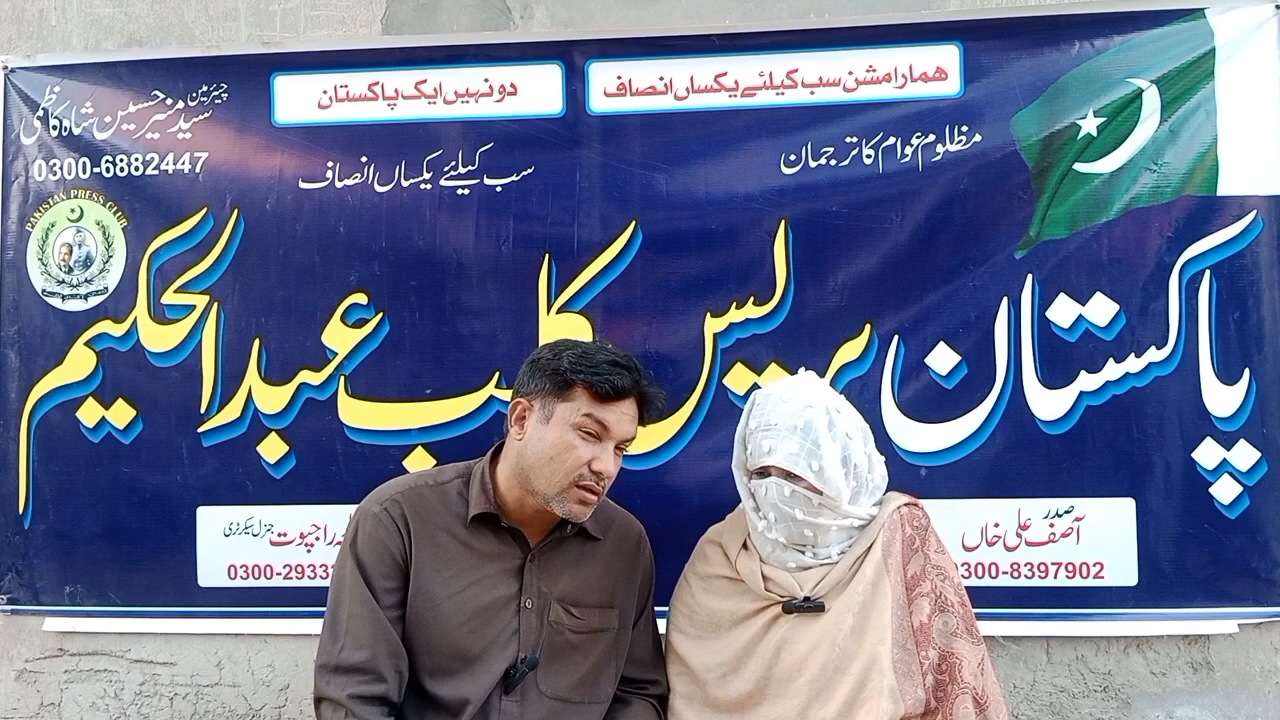 ہمارا مشن سب کیلئے یکساں انصاف
دو نہیں ایک پاکستان
چیئرمین
سید منیر حسین شاہ کاظمی
0300-6882447
مظلوم عوام کا ترجمان
سب کیلئے یکساں انصاف
PAKISTAN PRESS CLUB
پاکستان پریس کلب عبدالحکیم
صدر
آصف علی خاں
300-8397902
راجپوت جنرل سیکرٹری
0300-2933